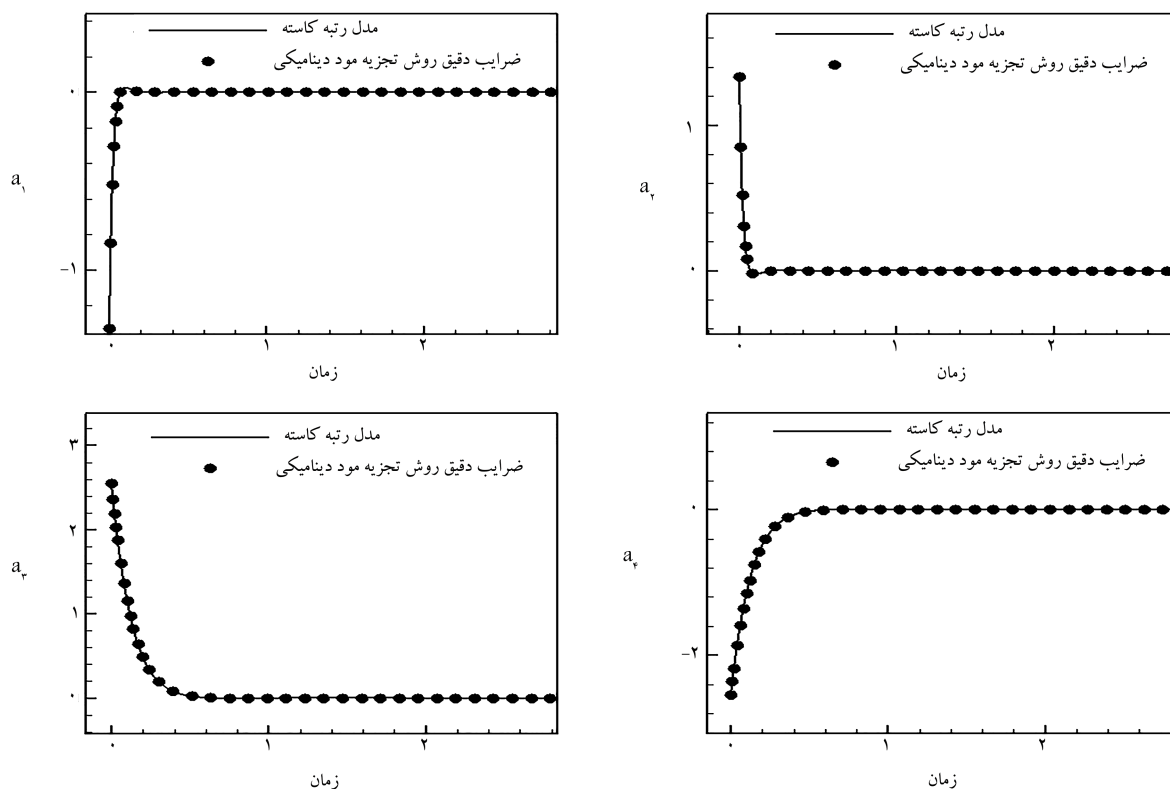 مدل رتبه کاسته
ضرایب دقیق روش تجزیه مود دینامیکی
۰
-۱
a۱
۰ ۱ ۲
زمان
مدل رتبه کاسته
ضرایب دقیق روش تجزیه مود دینامیکی
۱
۰
a۲
۰ ۱ ۲
زمان
مدل رتبه کاسته
ضرایب دقیق روش تجزیه مود دینامیکی
۳
۲
۱
۰
a۳
۰ ۱ ۲
زمان
مدل رتبه کاسته
ضرایب دقیق روش تجزیه مود دینامیکی
۰
-۲
a۴
۰ ۱ ۲
زمان